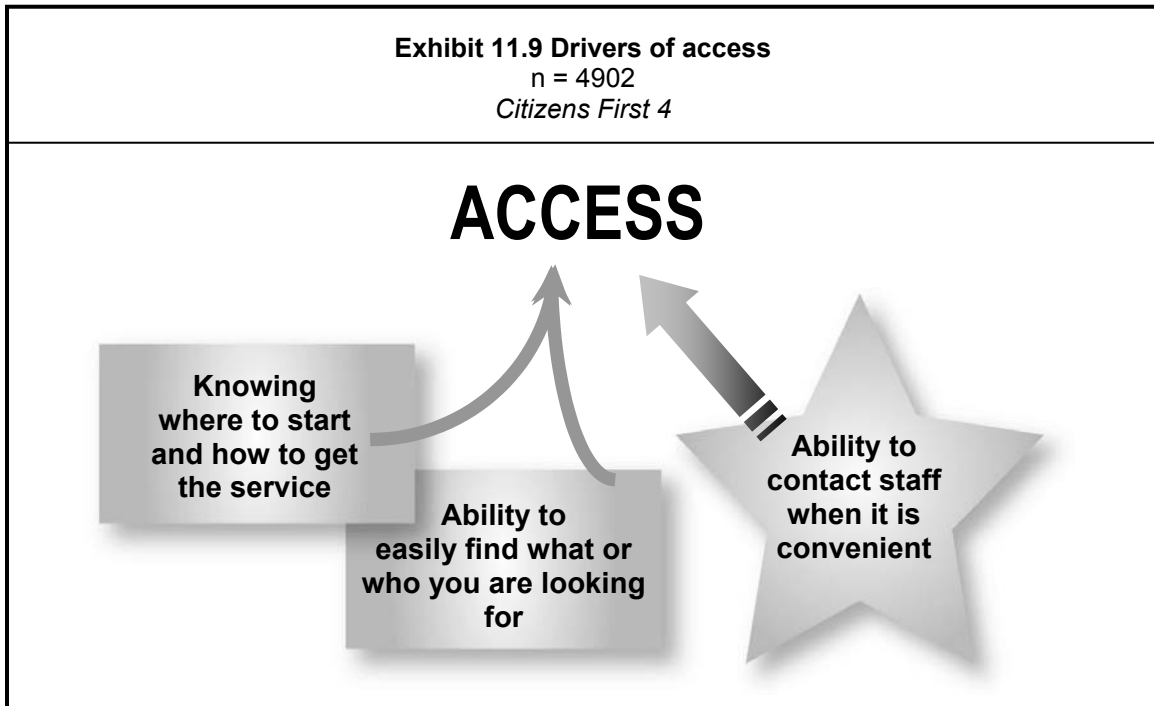 Exhibit 11.9 Drivers of access
n = 4902
Citizens First 4
ACCESS
Knowing
where to start
and how to get
the service
Ability to
easily find what or
who you are looking
for
Ability to
contact staff
when it is
convenient